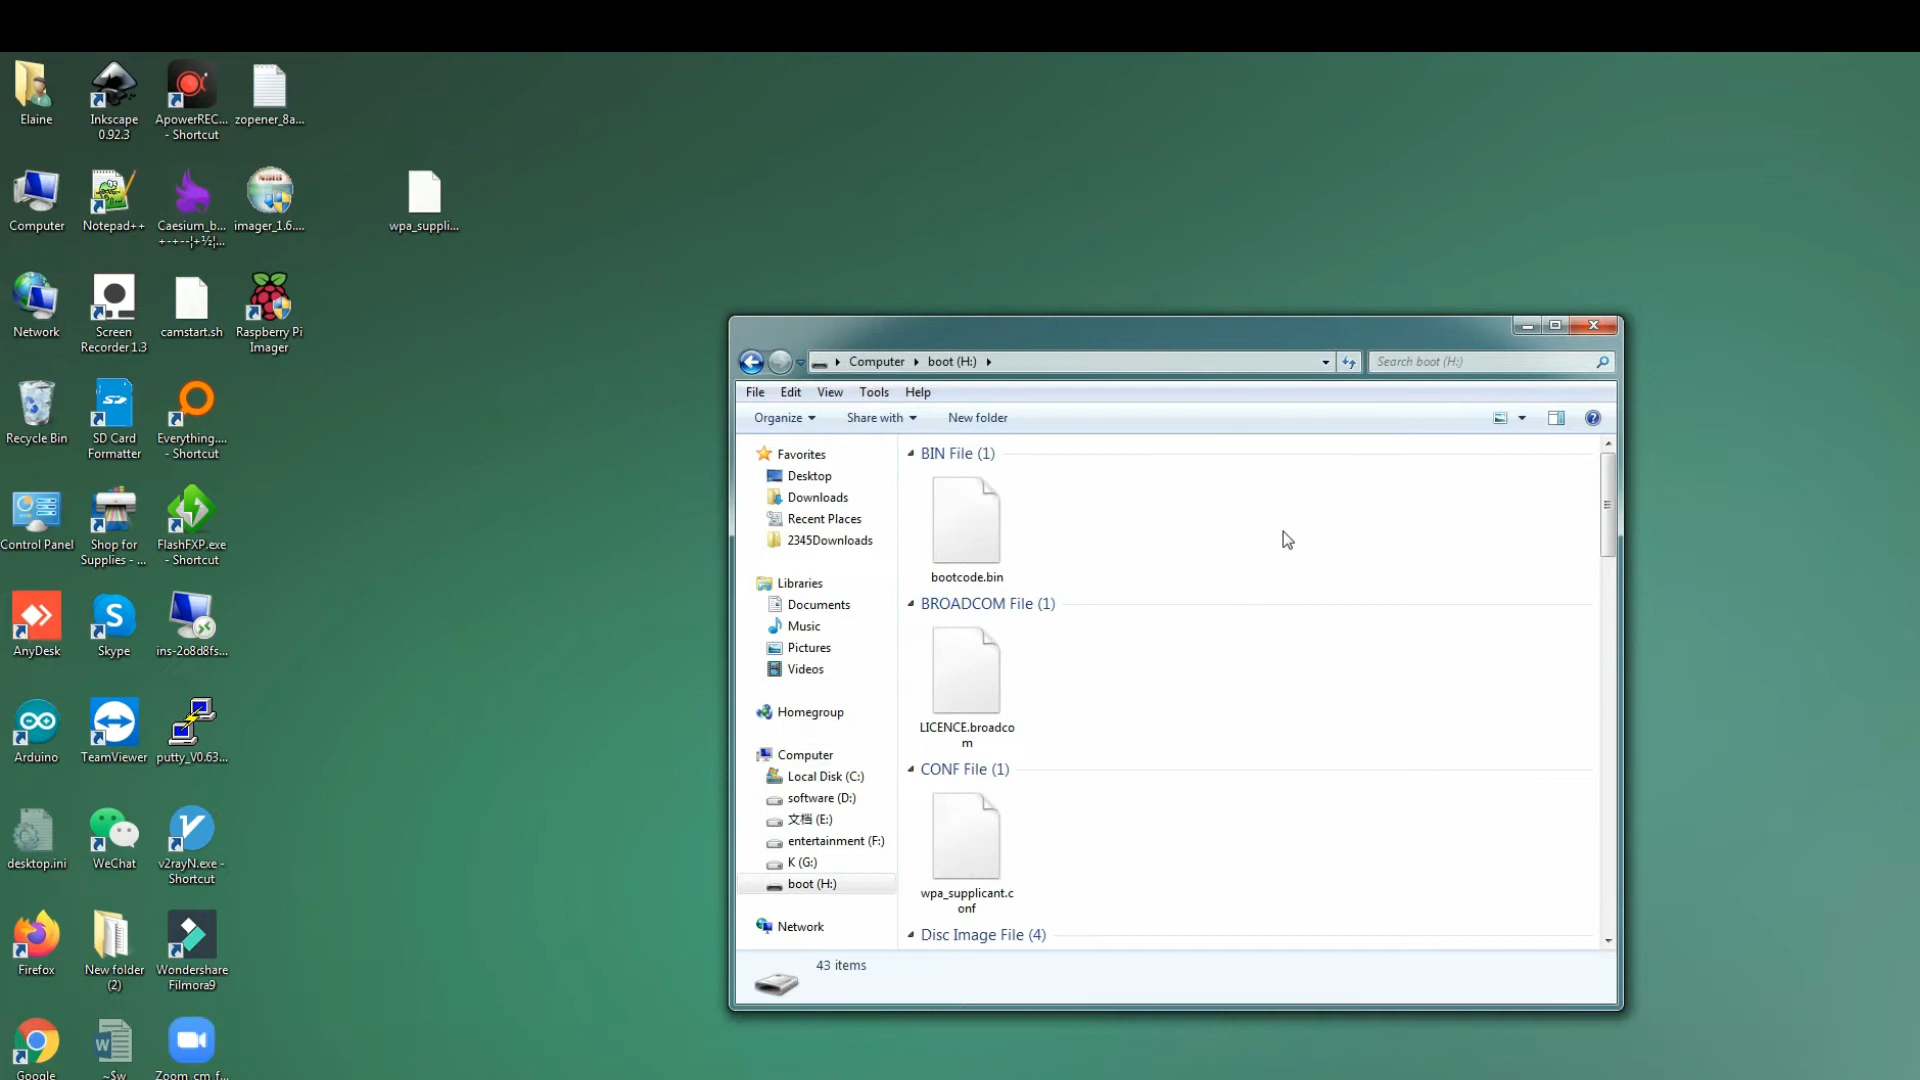 Elaine
Inkscape
0.92.3
ApowerREC...
- Shortcut
zopener_8a...
Computer
Notepad++
Caesium_b...
imager_1.6....
wpa_suppli...
Network
Screen
Recorder1.3
camstart.sh
Raspberry Pi
Imager
Recycle Bin
SD Card
Formatter
Everything....
- Shortcut
Control Panel
Shop for
Supplies - ...
FlashFXP.exe
- Shortcut
AnyDesk
Skype
ins-2o8d8fs...
Arduino
TeamViewer
putty_V0.63...
desktop.ini
WeChat
v2rayN.exe -
Shortcut
Firefox
New folder
(2)
Wondershare
Filmora9
Google
~$w
Zoom_cm_f...
Computer
boot (H:)
Search boot (H:)
File
Edit
View
Tools
Help
Organize
Share with
New folder
Favorites
Desktop
Downloads
Recent Places
2345Downloads
Libraries
Documents
Music
Pictures
Videos
Homegroup
Computer
Local Disk (C:)
software (D:)
文档 (E:)
entertainment (F:)
K (G:)
boot (H:)
Network
BIN File (1)
bootcode.bin
BROADCOM File (1)
LICENCE.broadco
m
CONF File (1)
wpa_supplicant.c
onf
Disc Image File (4)
43 items